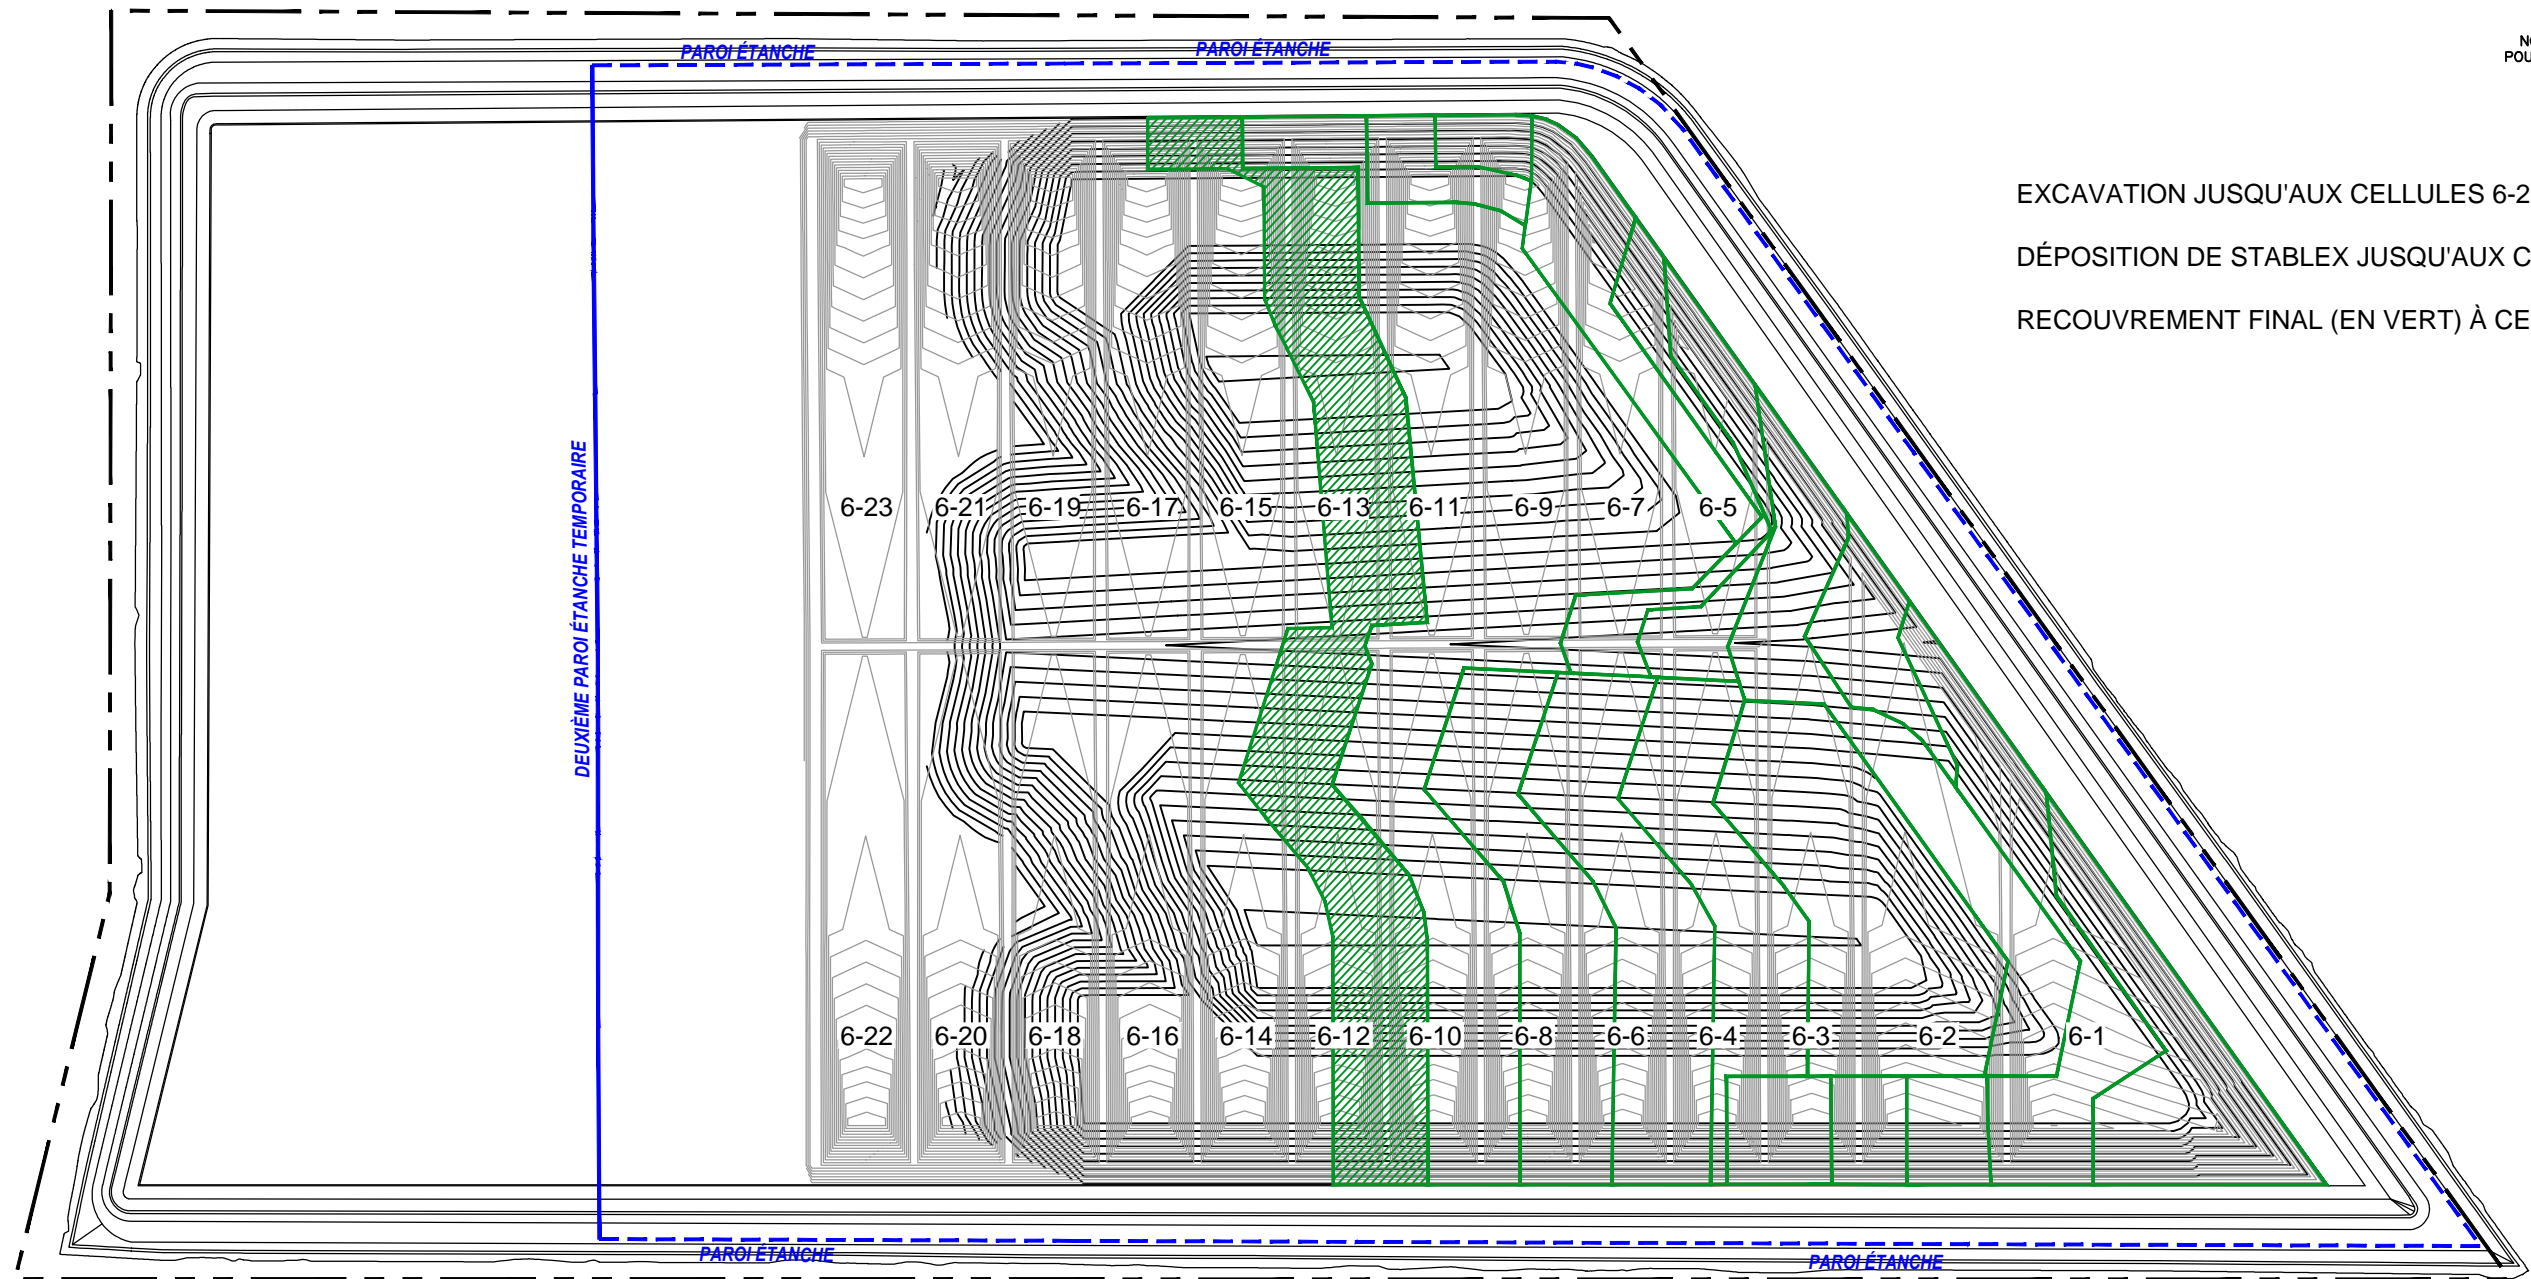 PAROI ÉTANCHE
PAROI ÉTANCHE
EXCAVATION JUSQU'AUX CELLULES 6-2
DÉPOSITION DE STABLEX JUSQU'AUX C
RECOUVREMENT FINAL (EN VERT) À CE
DEUXIÈME PAROI ÉTANCHE TEMPORAIRE
6-23
6-21
6-19
6-17
6-15
6-13
6-11
6-9
6-7
6-5
6-22
6-20
6-18
6-16
6-14
6-12
6-10
6-8
6-6
6-4
6-3
6-2
6-1
PAROI ÉTANCHE
PAROI ÉTANCHE